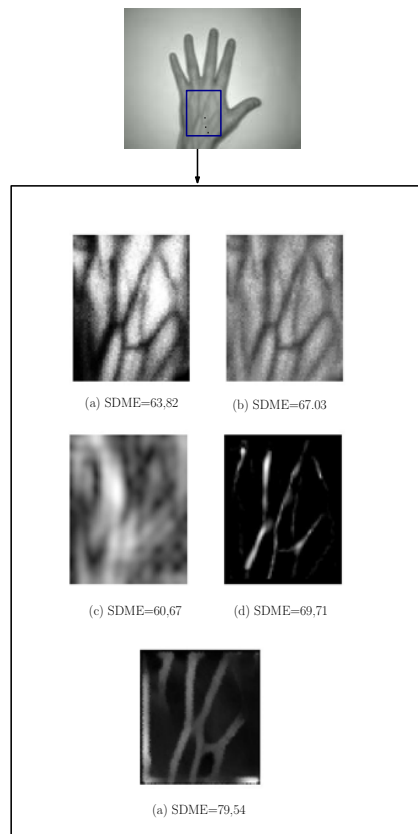 (a) SDME=63,82
(b) SDME=67.03
(c) SDME=60,67
(d) SDME=69,71
(a) SDME=79,54